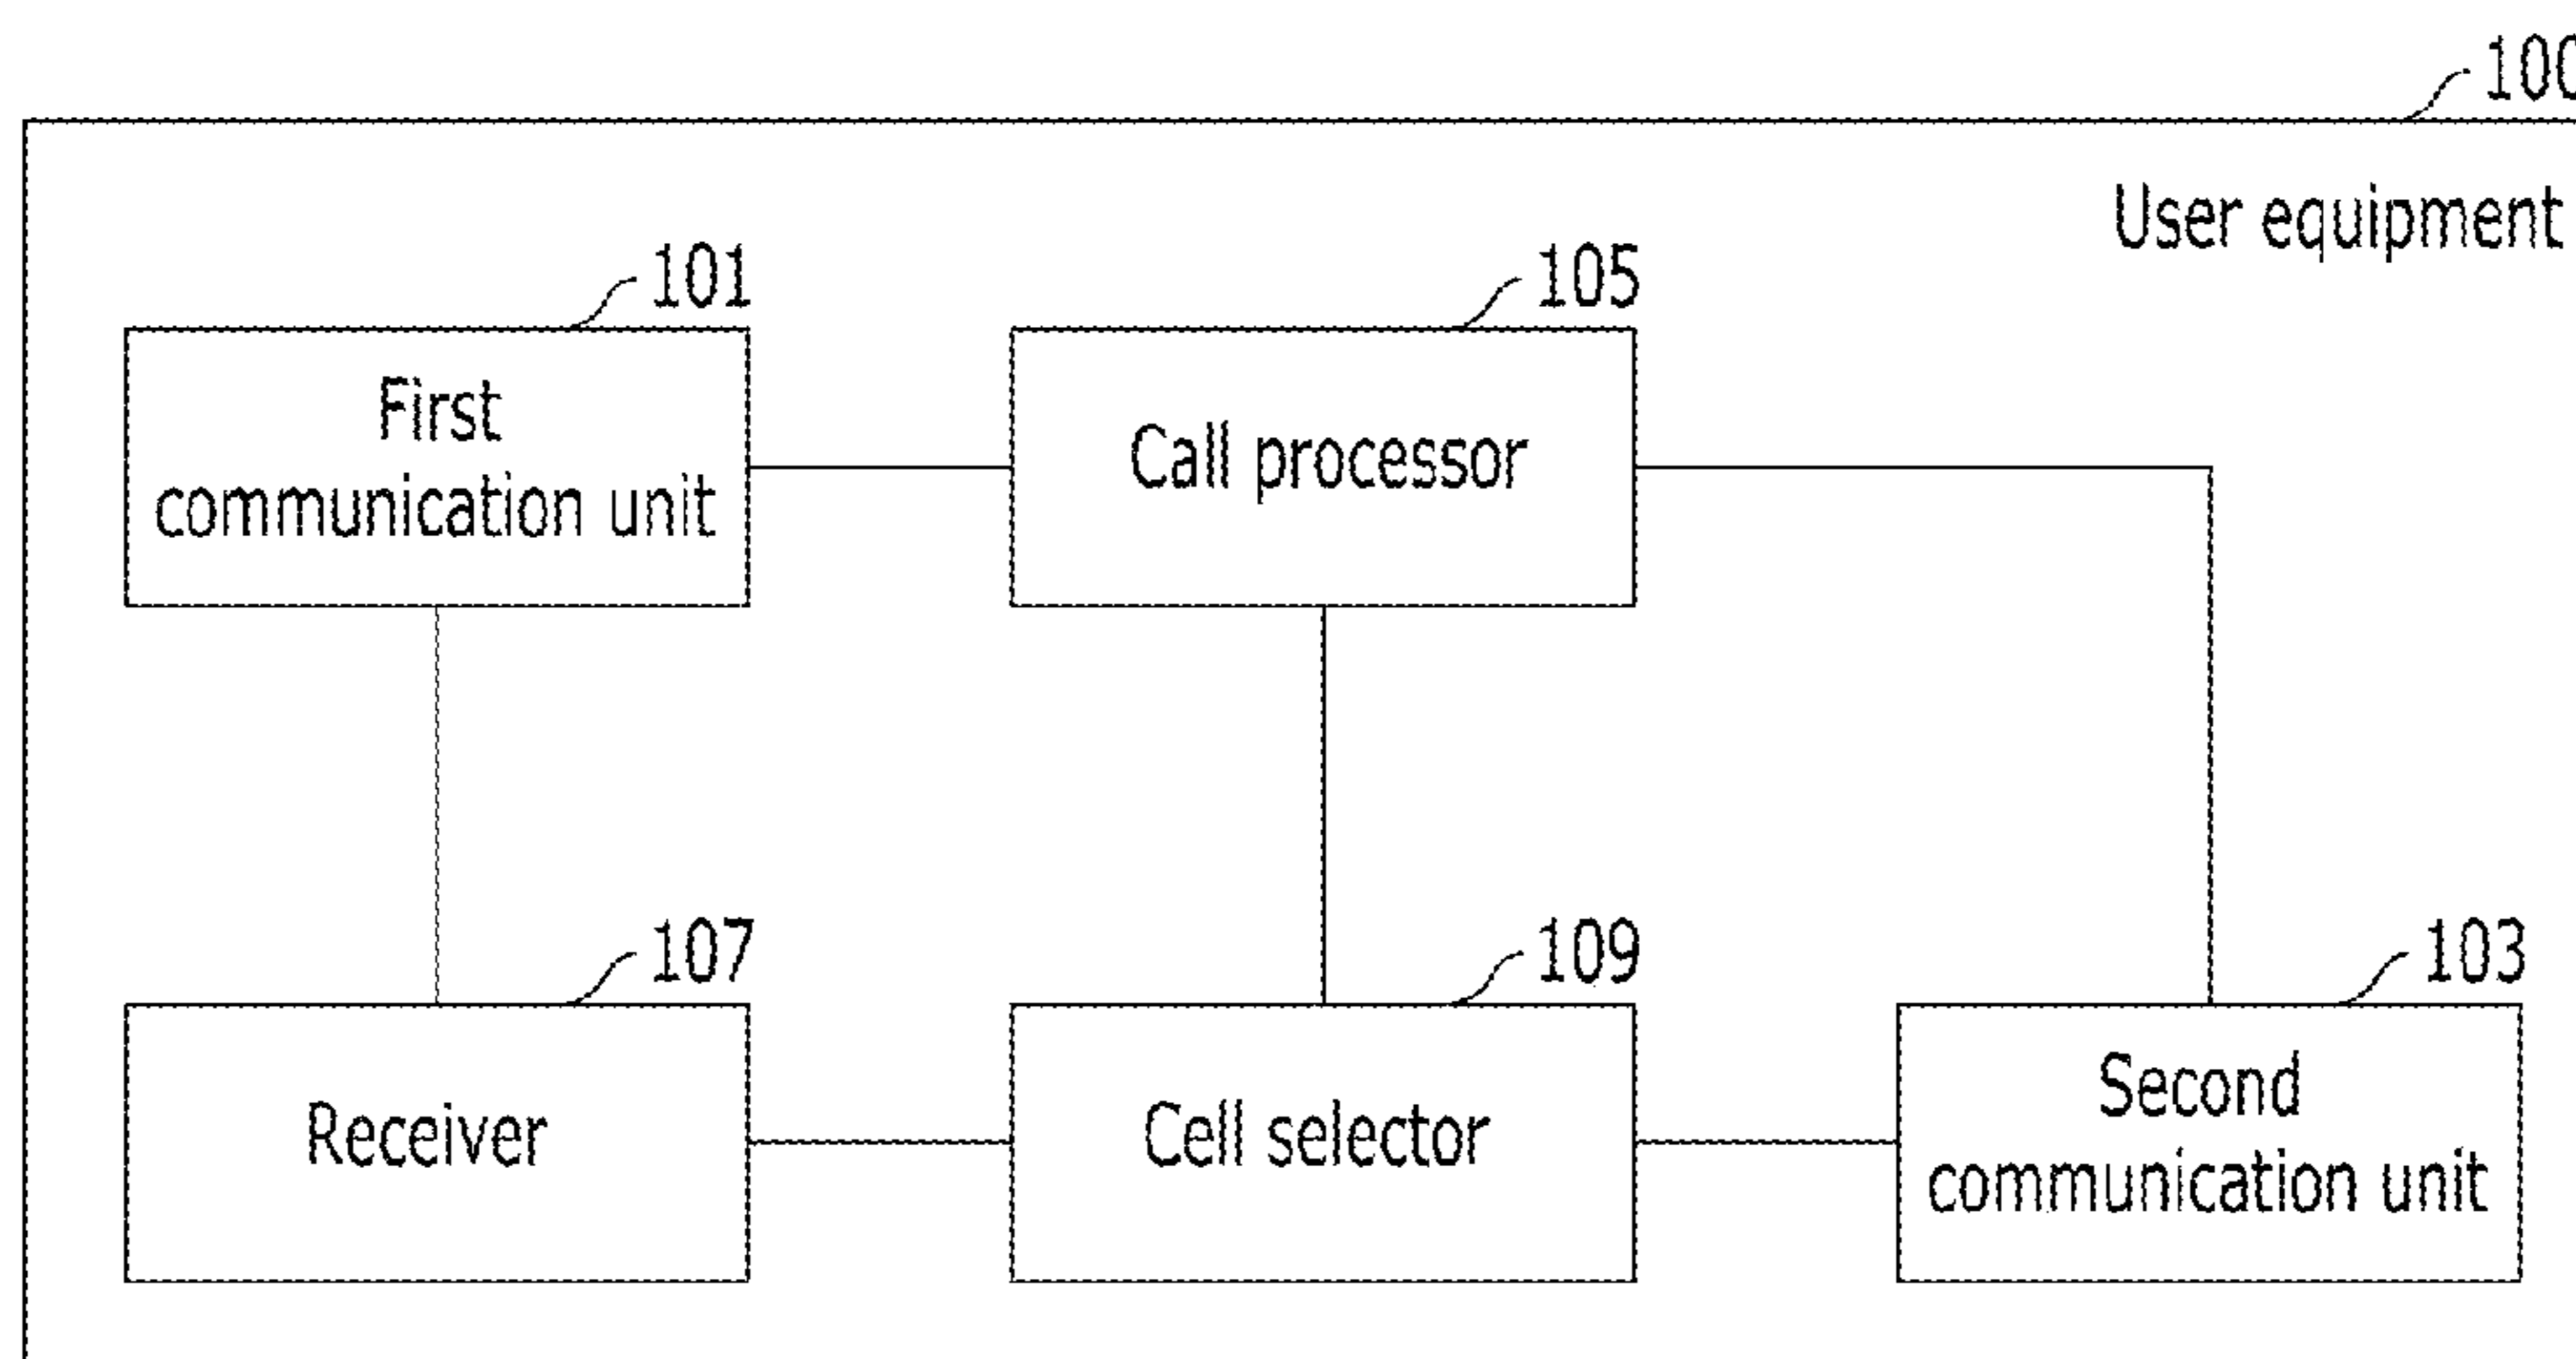 100
User equipment
101
105
First
communication unit
Call processor
107
109
103
Receiver
Cell selector
Second
communication unit